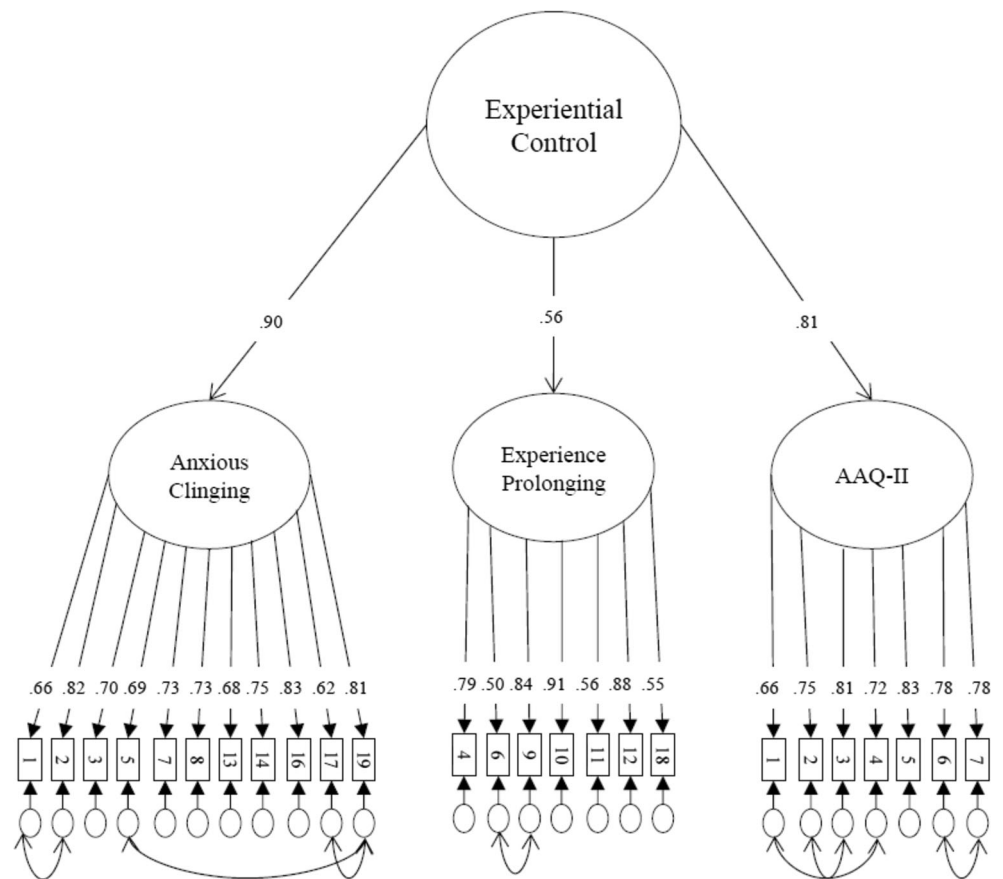 Experiential
Control
.90
.56
.81
Anxious
Clinging
Experience
Prolonging
AAQ-II
.66 .82 .70 .69 .73 .73 .68 .75 .83 .62 .81
.79 .50 .84 .91 .56 .88 .55
.66 .75 .81 .72 .83 .78 .78
1 2 3 5 7 8 13 14 16 17 19
4 6 9 10 11 12 18
1 2 3 4 5 6 7